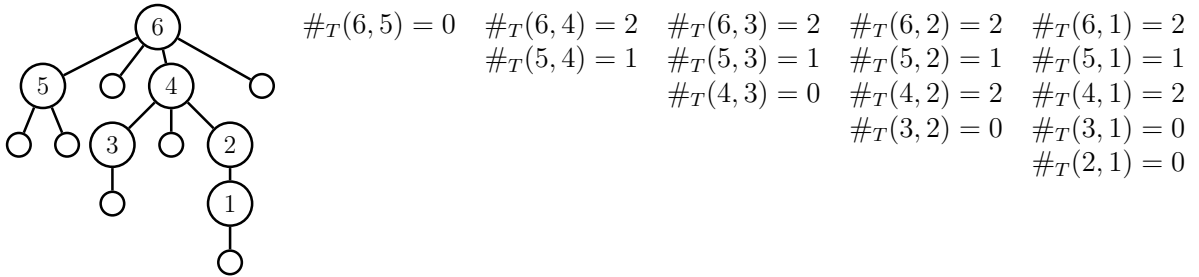 6 #_T(6, 5) = 0 #_T(6, 4) = 2 #_T(6, 3) = 2 #_T(6, 2) = 2 #_T(6, 1) = 2
5 4 #_T(5, 4) = 1 #_T(5, 3) = 1 #_T(5, 2) = 1 #_T(5, 1) = 1
#_T(4, 3) = 0 #_T(4, 2) = 2 #_T(4, 1) = 2
3 2 #_T(3, 2) = 0 #_T(3, 1) = 0
#_T(2, 1) = 0
1